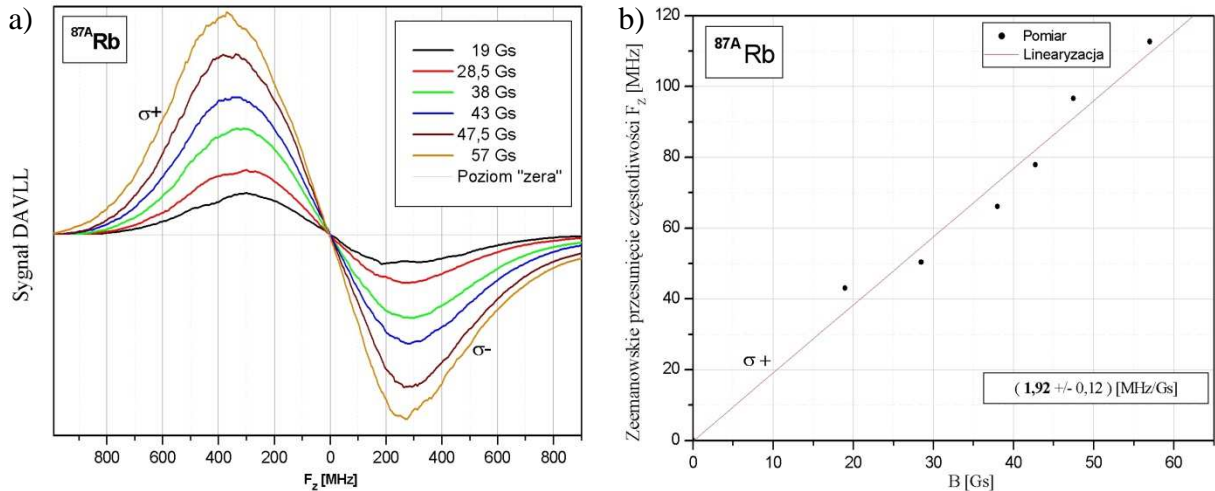 a)
⁸⁷ᴬRb
σ+
19 Gs
28,5 Gs
38 Gs
43 Gs
47,5 Gs
57 Gs
Poziom "zera"
σ-
Sygnał DAVLL
800 600 400 200 0 200 400 600 800
F_z [MHz]
b)
⁸⁷ᴬRb
Pomiar
Linearyzacja
Zeemanowskie przesunięcie częstotliwości F_z [MHz]
120
100
80
60
40
20
0
σ +
( 1,92 +/- 0,12 ) [MHz/Gs]
0 10 20 30 40 50 60
B [Gs]